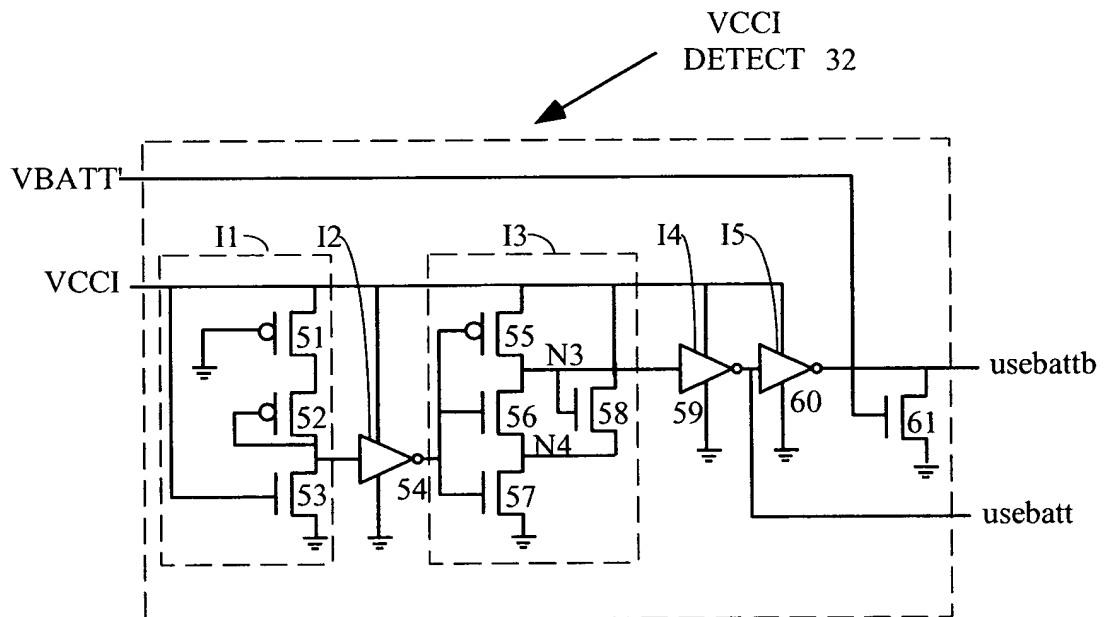 VCCI
DETECT 32
VBATT'
I1
I2
I3
I4
I5
VCCI
51
55
N3
usebattb
52
56
58
59
60
61
N4
53
54
57
usebatt